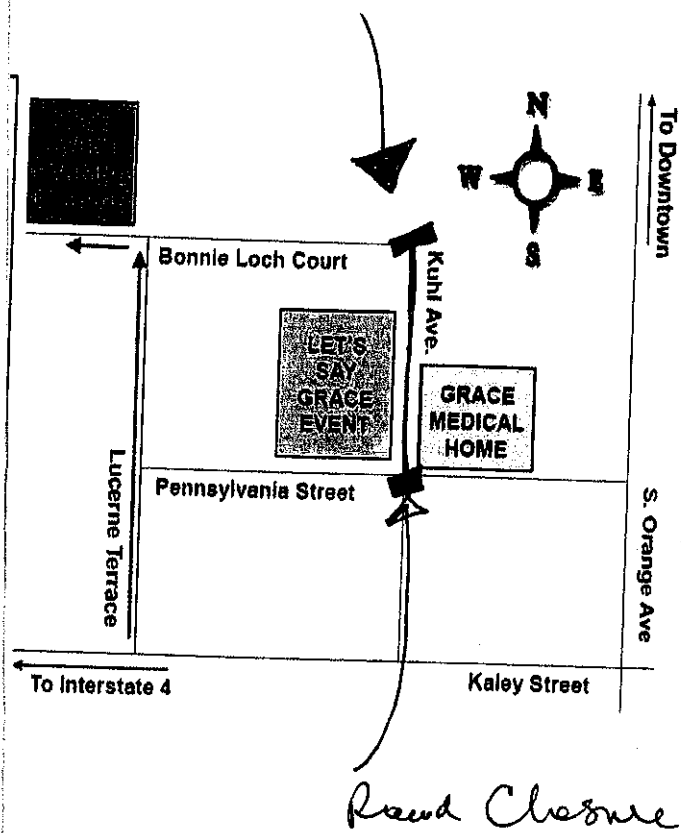 N
W E
S
To Downtown
Bonnie Loch Court
Kuhl Ave.
LET'S
SAY
GRACE
EVENT
GRACE
MEDICAL
HOME
Pennsylvania Street
Lucerne Terrace
S. Orange Ave
To Interstate 4
Kaley Street
Road Closure